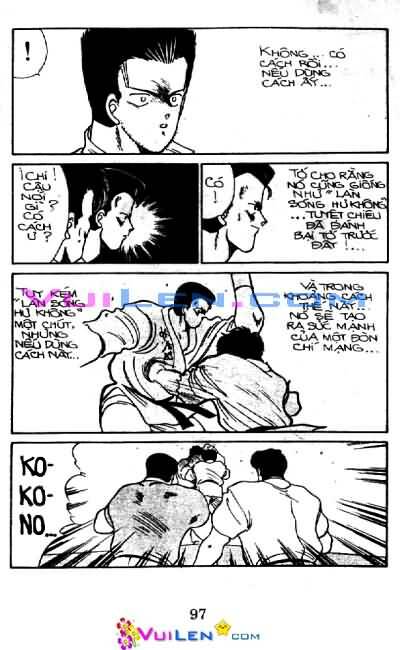 !
KHÔNG... CÓ
CÁCH RỒI...
NẾU DÙNG
CÁCH ẤY...
CHÍ!
CẬU
NÓI
GÌ?
CÓ
CÁCH
Ư?
CÓ!
TỚ CHO RẰNG
NÓ CŨNG GIỐNG
NHƯ "LÀN
SÓNG HƯ KHÔNG"
...TUYỆT CHIÊU
ĐÃ ĐÁNH
BẠI TỚ TRƯỚC
ĐÂY!...
TUY KÉM
"LÀN SÓNG
HƯ KHÔNG"
MỘT CHÚT,
NHƯNG
NẾU DÙNG
CÁCH NÀY...
VÀ TRONG
KHOẢNG CÁCH
THẾ NÀY...
NÓ SẼ TẠO
RA SỨC MẠNH
CỦA MỘT ĐÒN
CHÍ MẠNG...
VUILEN.COM
KO-
KO-
NO...
97
VUILEN.COM